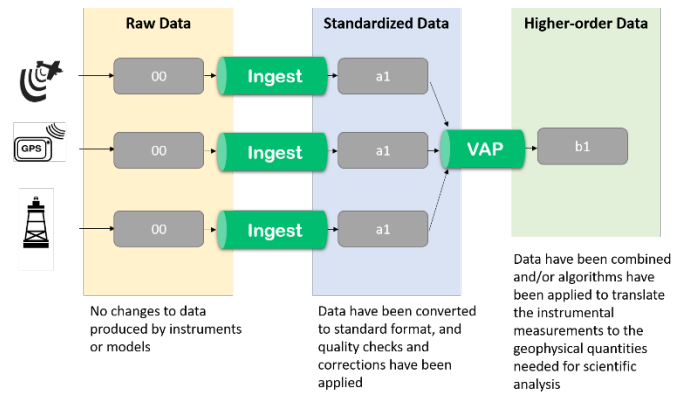 Raw Data
Standardized Data
Higher-order Data
00
Ingest
a1
GPS
00
Ingest
a1
VAP
b1
00
Ingest
a1
No changes to data
produced by instruments
or models
Data have been converted
to standard format, and
quality checks and
corrections have been
applied
Data have been combined
and/or algorithms have
been applied to translate
the instrumental
measurements to the
geophysical quantities
needed for scientific
analysis